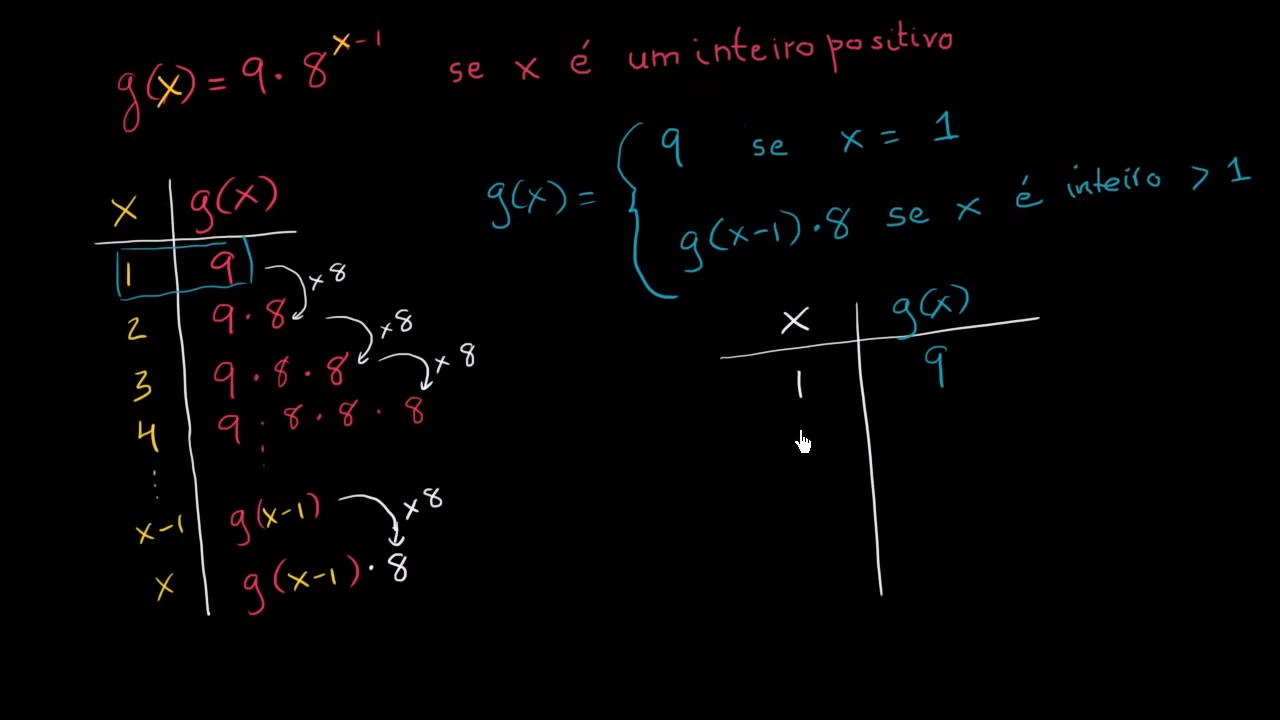 g(x) = 9 · 8^(x-1) se x é um inteiro positivo
g(x) = { 9 se x = 1
g(x-1) · 8 se x é inteiro > 1
x g(x)
1 9
×8
2 9 · 8
×8
3 9 · 8 · 8
×8
4 9 · 8 · 8 · 8
⋮ ⋮
x-1 g(x-1)
×8
x g(x-1) · 8
x g(x)
1 9